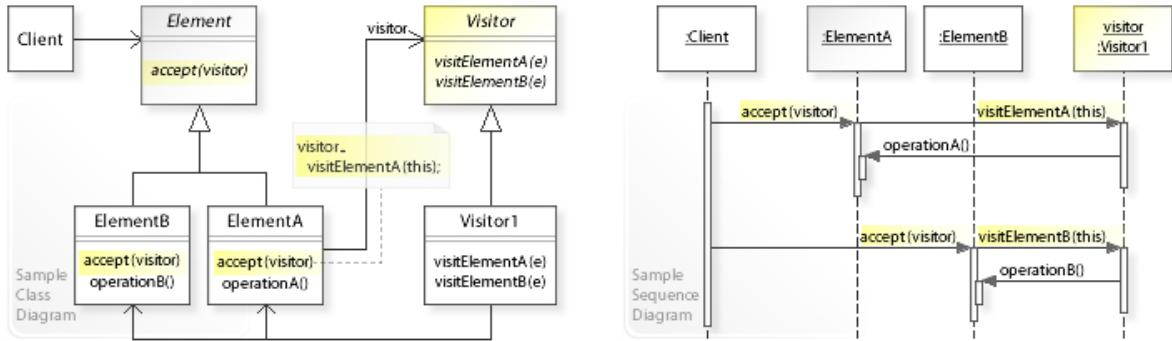 Client
Element
accept(visitor)
visitor
Visitor
visitElementA(e)
visitElementB(e)
visitor.
visitElementA(this);
ElementB
accept(visitor)
operationB()
ElementA
accept(visitor)
operationA()
Visitor1
visitElementA(e)
visitElementB(e)
Sample
Class
Diagram
:Client
:ElementA
:ElementB
visitor
:Visitor1
accept(visitor)
visitElementA(this)
operationA()
accept(visitor)
visitElementB(this)
operationB()
Sample
Sequence
Diagram